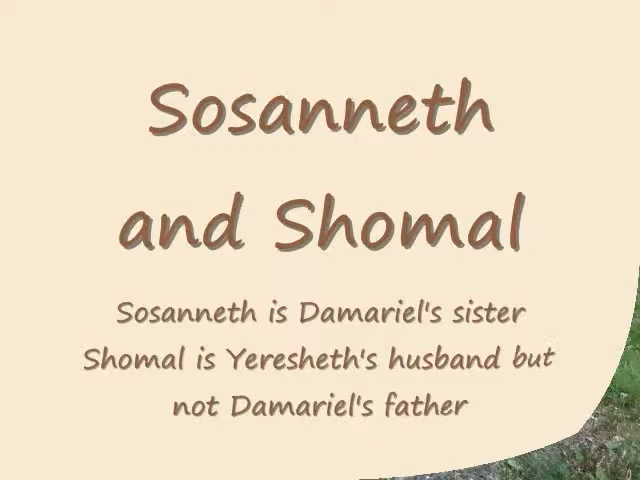 Sosanneth
and Shomal
Sosanneth is Damariel's sister
Shomal is Yeresheth's husband but
not Damariel's father